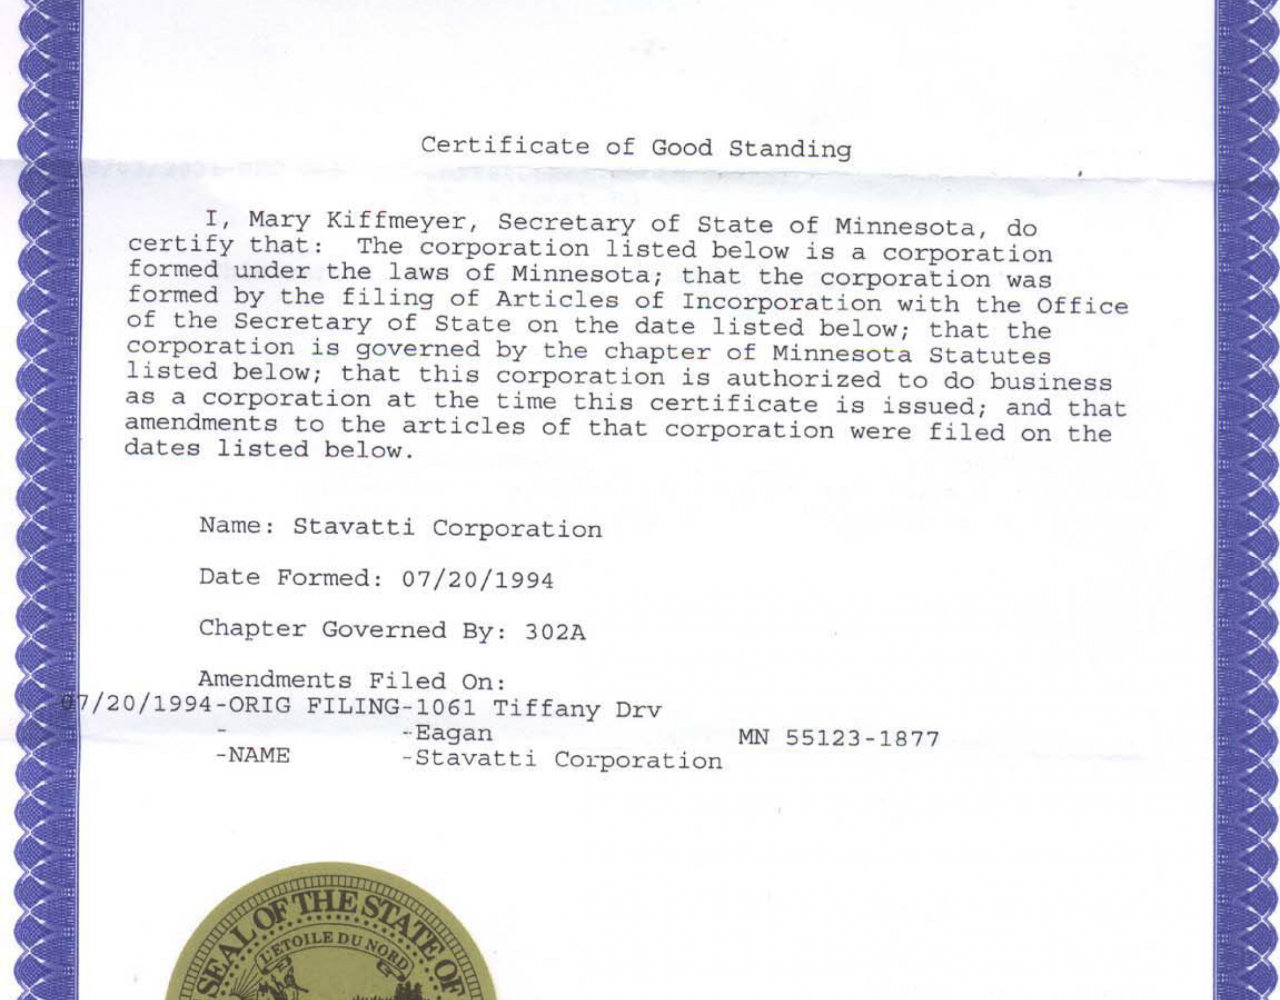 Certificate of Good Standing
I, Mary Kiffmeyer, Secretary of State of Minnesota, do
certify that: The corporation listed below is a corporation
formed under the laws of Minnesota; that the corporation was
formed by the filing of Articles of Incorporation with the Office
of the Secretary of State on the date listed below; that the
corporation is governed by the chapter of Minnesota Statutes
listed below; that this corporation is authorized to do business
as a corporation at the time this certificate is issued; and that
amendments to the articles of that corporation were filed on the
dates listed below.
Name: Stavatti Corporation
Date Formed: 07/20/1994
Chapter Governed By: 302A
Amendments Filed On:
07/20/1994-ORIG FILING-1061 Tiffany Drv
- -Eagan MN 55123-1877
-NAME -Stavatti Corporation
SEAL OF THE STATE OF
L'ETOILE DU NORD